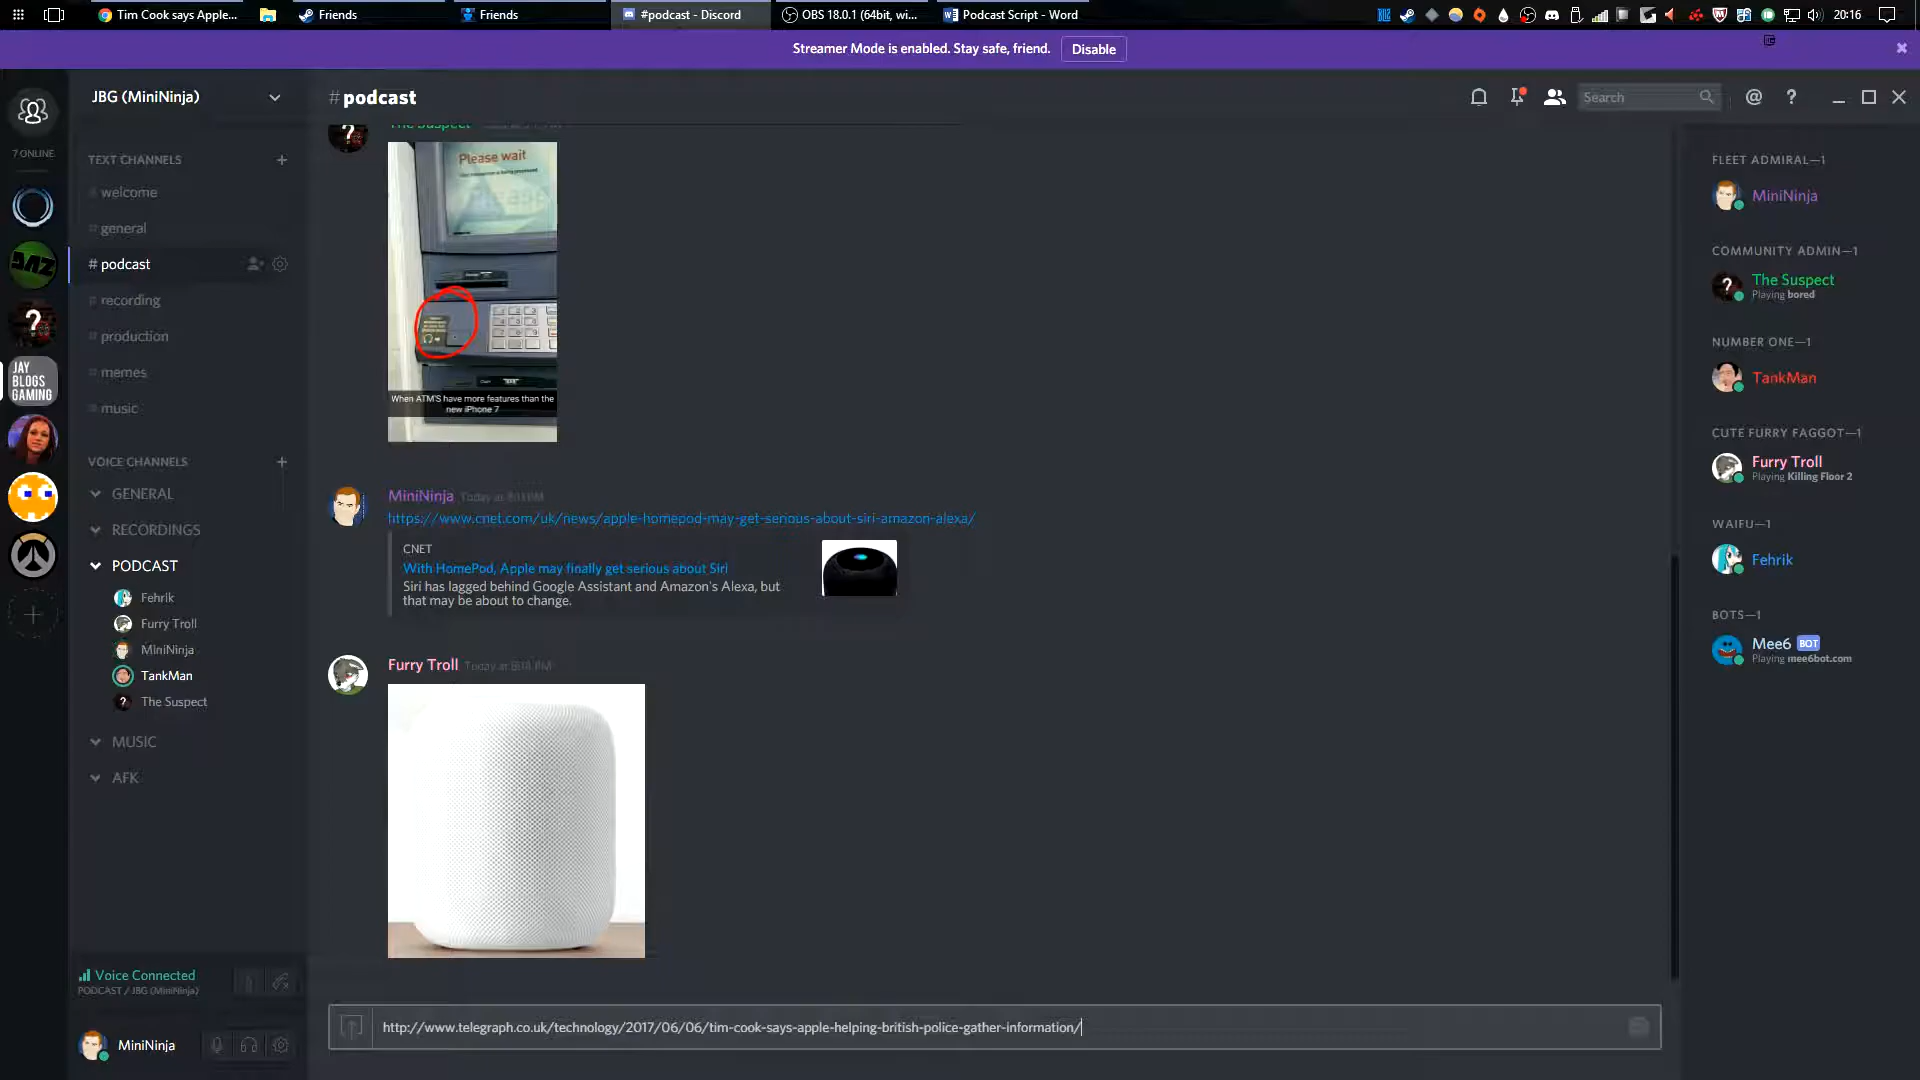 Tim Cook says Apple...
Friends
Friends
#podcast - Discord
OBS 18.0.1 (64bit, wi...
Podcast Script - Word
20:16
Streamer Mode is enabled. Stay safe, friend.
Disable
JBG (MiniNinja)
#podcast
Search
7 ONLINE
TEXT CHANNELS
# welcome
# general
# podcast
# recording
# production
# memes
# music
JAY
BLOGS
GAMING
VOICE CHANNELS
GENERAL
RECORDINGS
PODCAST
Fehrik
Furry Troll
MiniNinja
TankMan
The Suspect
MUSIC
AFK
Voice Connected
PODCAST / JBG (MiniNinja)
MiniNinja
The Suspect
Please wait
When ATM'S have more features than the
new iPhone 7
MiniNinja
https://www.cnet.com/uk/news/apple-homepod-may-get-serious-about-siri-amazon-alexa/
CNET
With HomePod, Apple may finally get serious about Siri
Siri has lagged behind Google Assistant and Amazon's Alexa, but
that may be about to change.
Furry Troll
http://www.telegraph.co.uk/technology/2017/06/06/tim-cook-says-apple-helping-british-police-gather-information/
FLEET ADMIRAL—1
MiniNinja
COMMUNITY ADMIN—1
The Suspect
Playing bored
NUMBER ONE—1
TankMan
CUTE FURRY FAGGOT—1
Furry Troll
Playing Killing Floor 2
WAIFU—1
Fehrik
BOTS—1
Mee6 BOT
Playing mee6bot.com